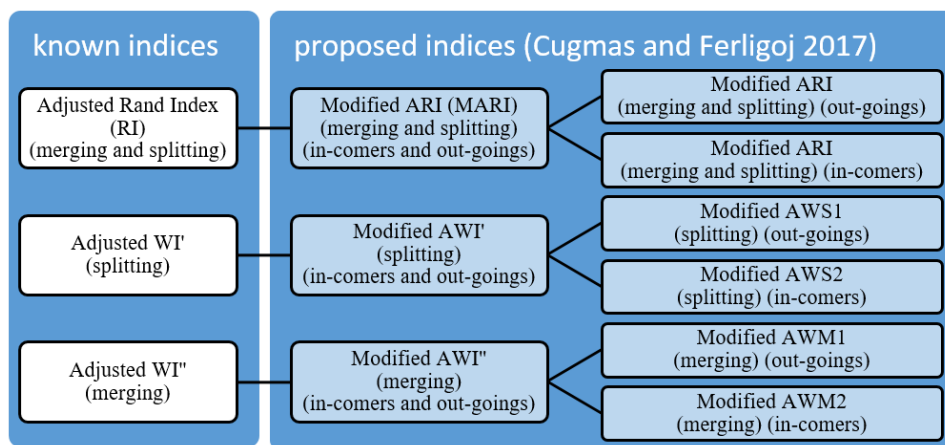 known indices
proposed indices (Cugmas and Ferligoj 2017)
Adjusted Rand Index
(RI)
(merging and splitting)
Modified ARI (MARI)
(merging and splitting)
(in-comers and out-goings)
Modified ARI
(merging and splitting) (out-goings)
Modified ARI
(merging and splitting) (in-comers)
Adjusted WI'
(splitting)
Modified AWI'
(splitting)
(in-comers and out-goings)
Modified AWS1
(splitting) (out-goings)
Modified AWS2
(splitting) (in-comers)
Adjusted WI"
(merging)
Modified AWI"
(merging)
(in-comers and out-goings)
Modified AWM1
(merging) (out-goings)
Modified AWM2
(merging) (in-comers)